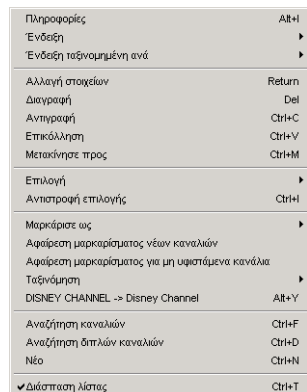 Πληροφορίες Alt+I
Ένδειξη
Ένδειξη ταξινομημένη ανά
Αλλαγή στοιχείων Return
Διαγραφή Del
Αντιγραφή Ctrl+C
Επικόλληση Ctrl+V
Μετακίνησε προς Ctrl+M
Επιλογή
Αντιστροφή επιλογής Ctrl+I
Μαρκάρισε ως
Αφαίρεση μαρκαρίσματος νέων καναλιών
Αφαίρεση μαρκαρίσματος για μη υφιστάμενα κανάλια
Ταξινόμηση
DISNEY CHANNEL -> Disney Channel Alt+Y
Αναζήτηση καναλιών Ctrl+F
Αναζήτηση διπλών καναλιών Ctrl+D
Νέο Ctrl+N
Διάσπαση λίστας Ctrl+T